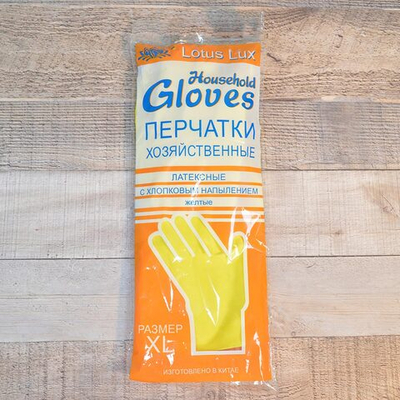 Lotus Lux
Household
Gloves
ПЕРЧАТКИ
ХОЗЯЙСТВЕННЫЕ
ЛАТЕКСНЫЕ
С ХЛОПКОВЫМ НАПЫЛЕНИЕМ
желтые
РАЗМЕР
XL
ИЗГОТОВЛЕНО В КИТАЕ